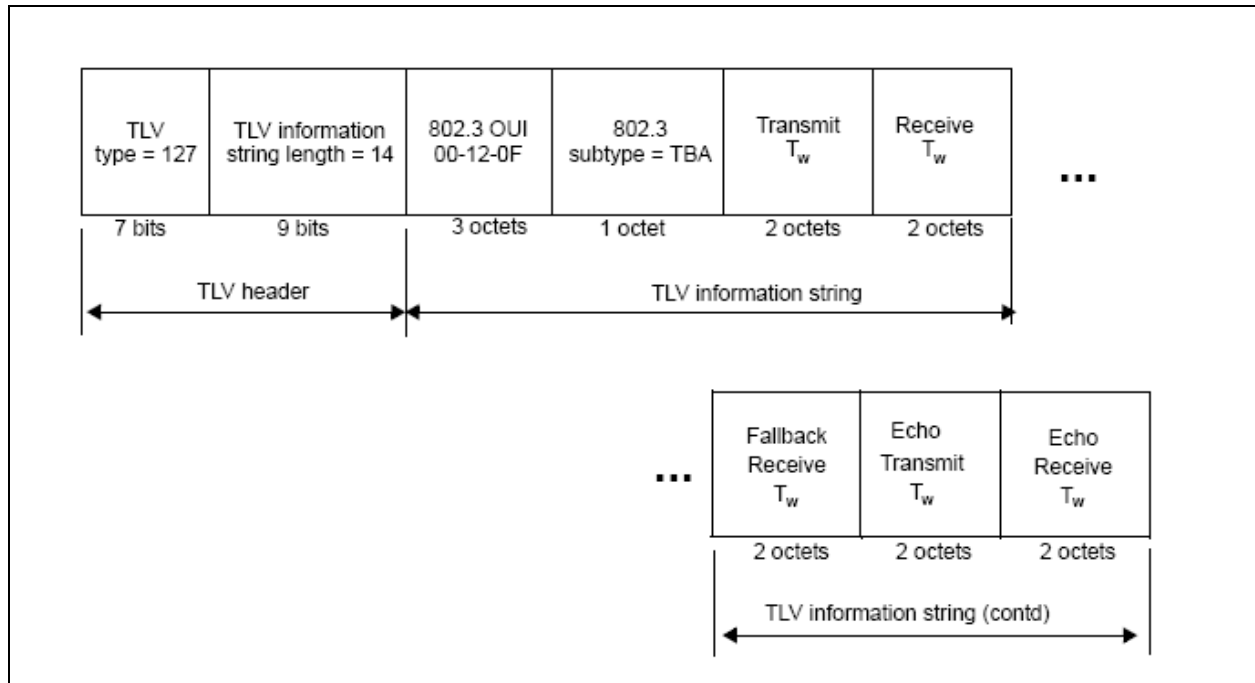 TLV
type = 127
TLV information
string length = 14
802.3 OUI
00-12-0F
802.3
subtype = TBA
Transmit
Tw
Receive
Tw
...
7 bits
9 bits
3 octets
1 octet
2 octets
2 octets
TLV header
TLV information string
...
Fallback
Receive
Tw
Echo
Transmit
Tw
Echo
Receive
Tw
2 octets
2 octets
2 octets
TLV information string (contd)